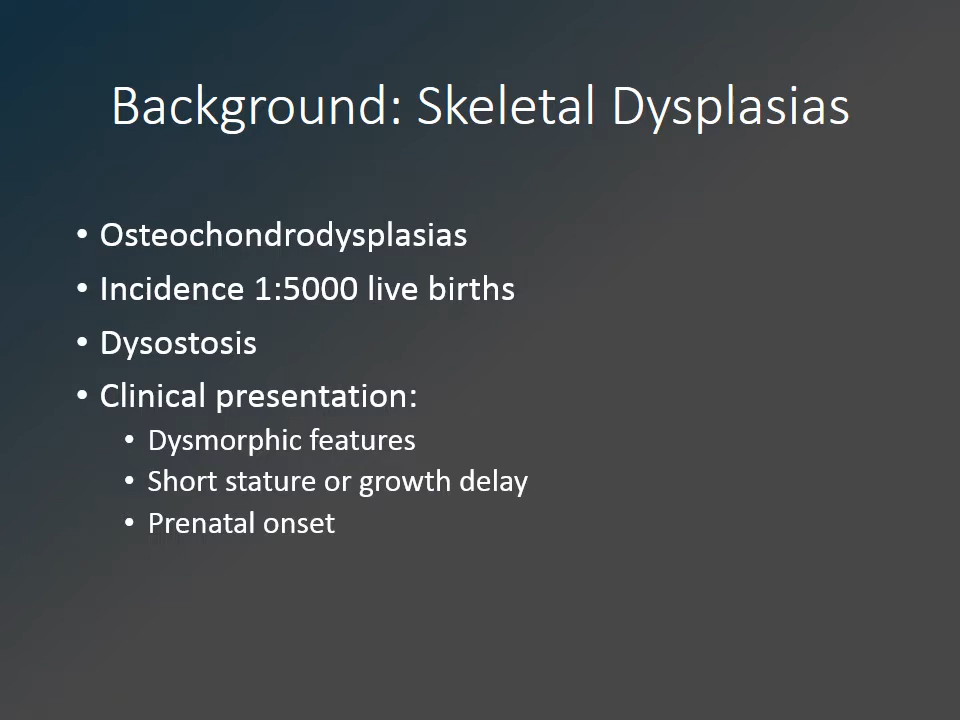 Background: Skeletal Dysplasias
• Osteochondrodysplasias
• Incidence 1:5000 live births
• Dysostosis
• Clinical presentation:
• Dysmorphic features
• Short stature or growth delay
• Prenatal onset